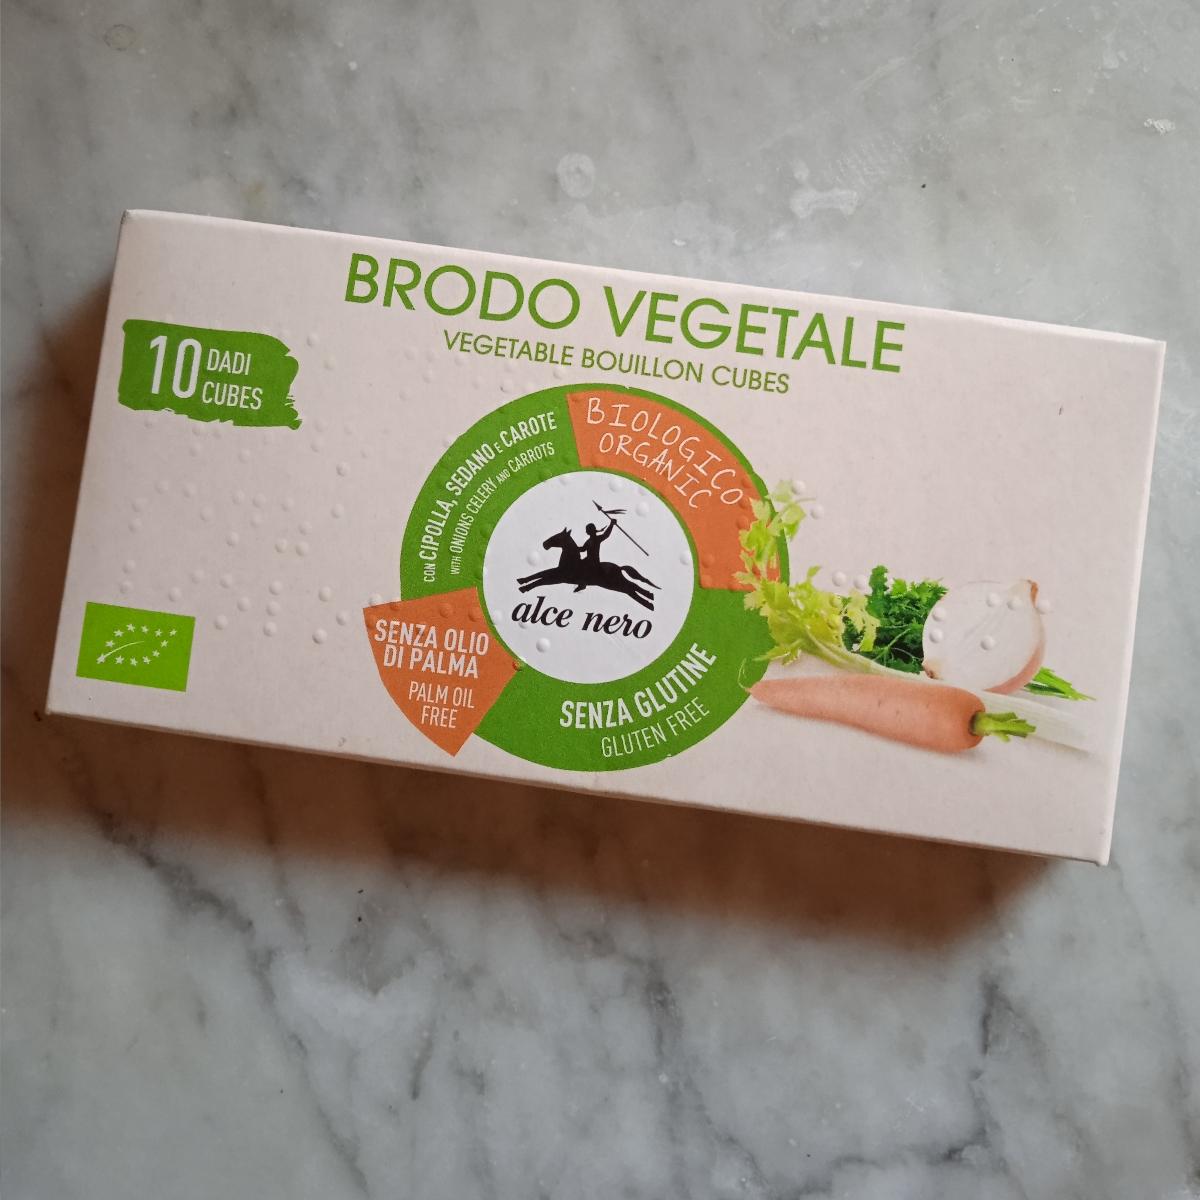 BRODO VEGETALE
VEGETABLE BOUILLON CUBES
10 DADI
CUBES
CON CIPOLLA, SEDANO E CAROTE
WITH ONIONS CELERY AND CARROTS
BIOLOGICO
ORGANIC
alce nero
SENZA OLIO
DI PALMA
PALM OIL
FREE
SENZA GLUTINE
GLUTEN FREE